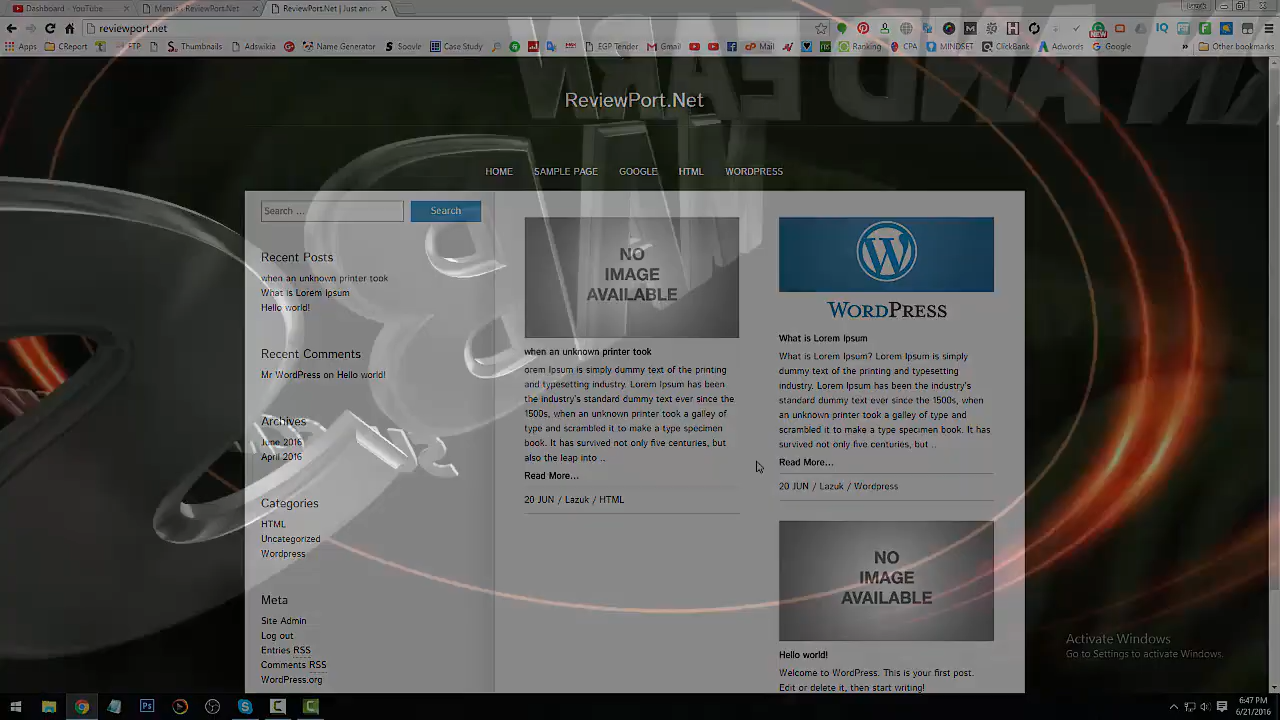 Dashboard - YouTube
Menus ‹ ReviewPort.Net
ReviewPort.Net | Just ano
reviewport.net
Apps
CReport
FTP
Thumbnails
Adswikia
Name Generator
Soovle
Case Study
EGP Tender
Gmail
Mail
Ranking
CPA
MINDSET
ClickBank
Adwords
Google
»
Other bookmarks
NEW
ReviewPort.Net
HOME SAMPLE PAGE GOOGLE HTML WORDPRESS
Search ...
Search
Recent Posts
when an unknown printer took
What is Lorem Ipsum
Hello world!
Recent Comments
Mr WordPress on Hello world!
Archives
June 2016
April 2016
Categories
HTML
Uncategorized
Wordpress
Meta
Site Admin
Log out
Entries RSS
Comments RSS
WordPress.org
NO
IMAGE
AVAILABLE
when an unknown printer took
orem Ipsum is simply dummy text of the printing
and typesetting industry. Lorem Ipsum has been
the industry's standard dummy text ever since the
1500s, when an unknown printer took a galley of
type and scrambled it to make a type specimen
book. It has survived not only five centuries, but
also the leap into ..
Read More...
20 JUN / Lazuk / HTML
WORDPRESS
What is Lorem Ipsum
What is Lorem Ipsum? Lorem Ipsum is simply
dummy text of the printing and typesetting
industry. Lorem Ipsum has been the industry's
standard dummy text ever since the 1500s, when
an unknown printer took a galley of type and
scrambled it to make a type specimen book. It has
survived not only five centuries, but ..
Read More...
20 JUN / Lazuk / Wordpress
NO
IMAGE
AVAILABLE
Hello world!
Welcome to WordPress. This is your first post.
Edit or delete it, then start writing!
Activate Windows
Go to Settings to activate Windows.
6:47 PM
6/21/2016